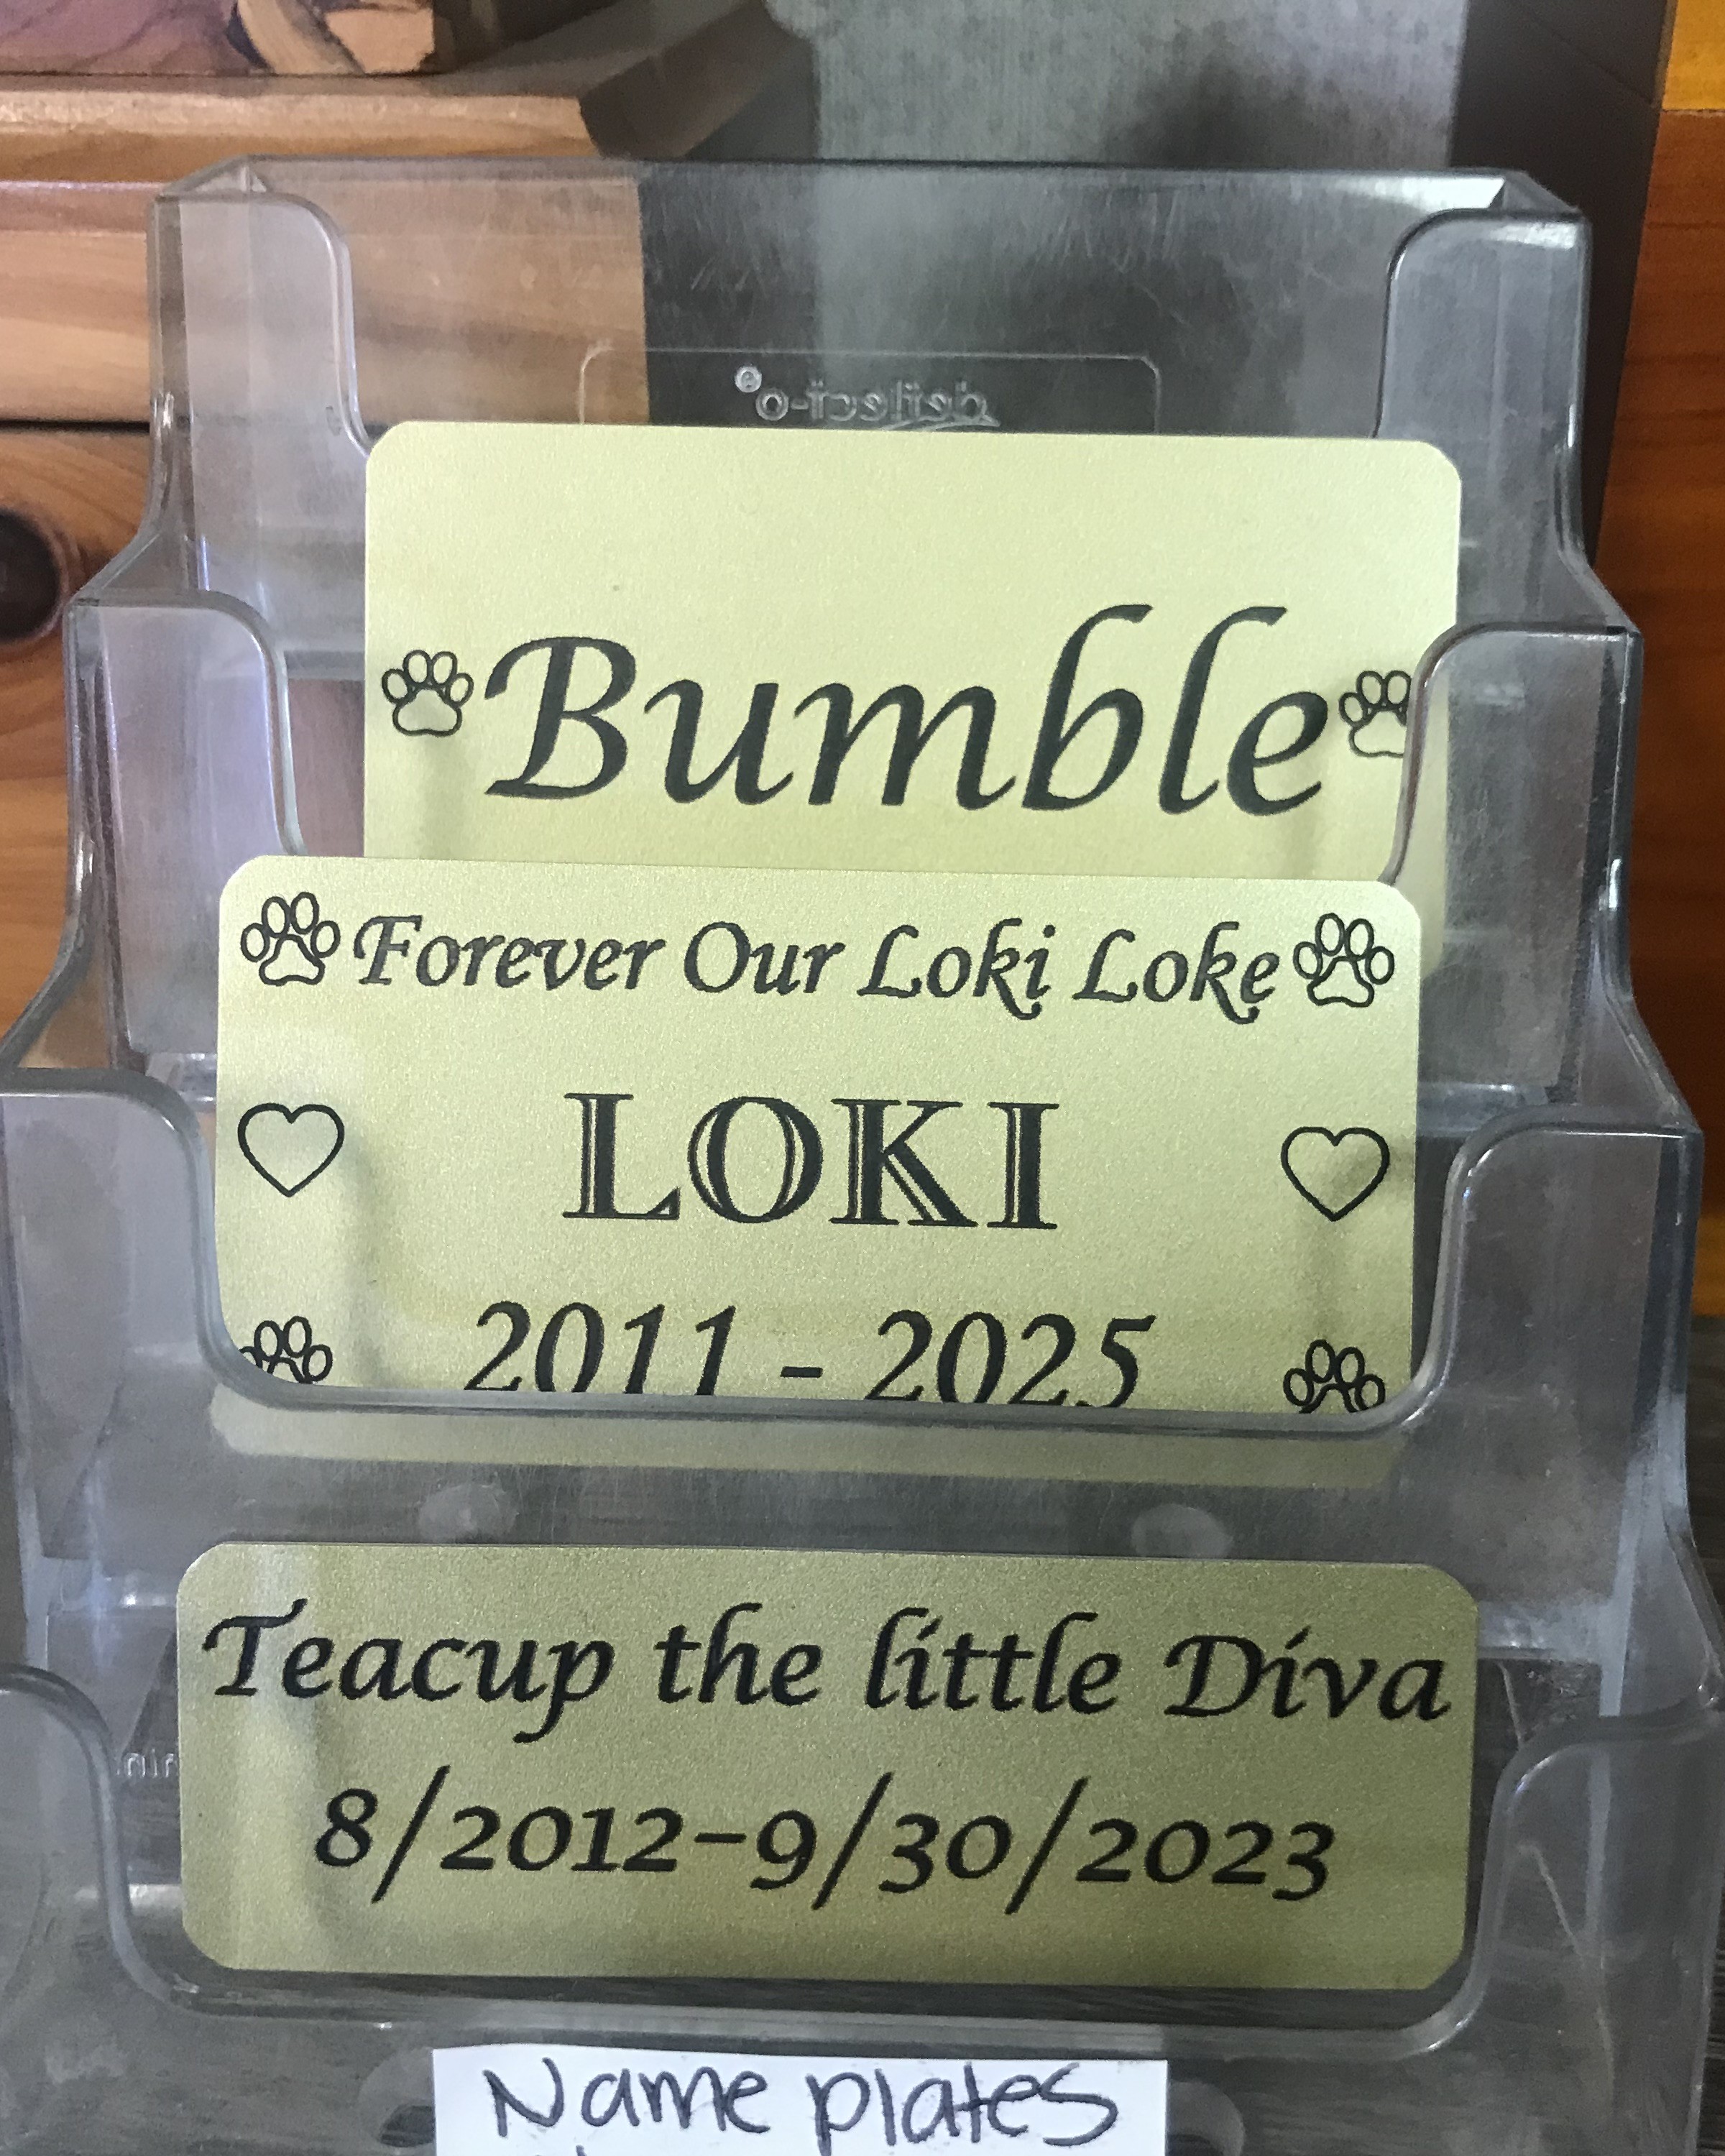 deflect-o®
Bumble
Forever Our Loki Loke
LOKI
2011 - 2025
Teacup the little Diva
8/2012-9/30/2023
Name plates